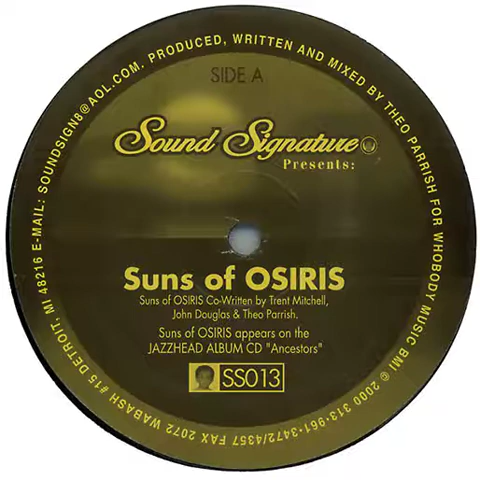 SIDE A
Sound Signature
Presents:
Suns of OSIRIS
Suns of OSIRIS Co-Written by Trent Mitchell,
John Douglas & Theo Parrish.
Suns of OSIRIS appears on the
JAZZHEAD ALBUM CD "Ancestors"
SS013
PRODUCED, WRITTEN AND MIXED BY THEO PARRISH FOR WHOBODY MUSIC BMI © 2000 313-961-3472/4357 FAX 2072 WABASH #15 DETROIT, MI 48216 E-MAIL: SOUNDSIGN8@AOL.COM.